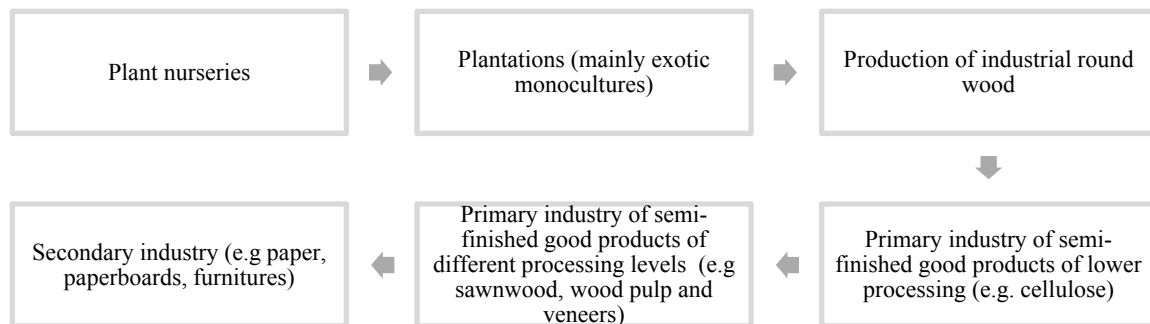 Plant nurseries
Plantations (mainly exotic
monocultures)
Production of industrial round
wood
Primary industry of semi-
finished good products of lower
processing (e.g. cellulose)
Primary industry of semi-
finished good products of
different processing levels  (e.g
sawnwood, wood pulp and
veneers)
Secondary industry (e.g paper,
paperboards, furnitures)